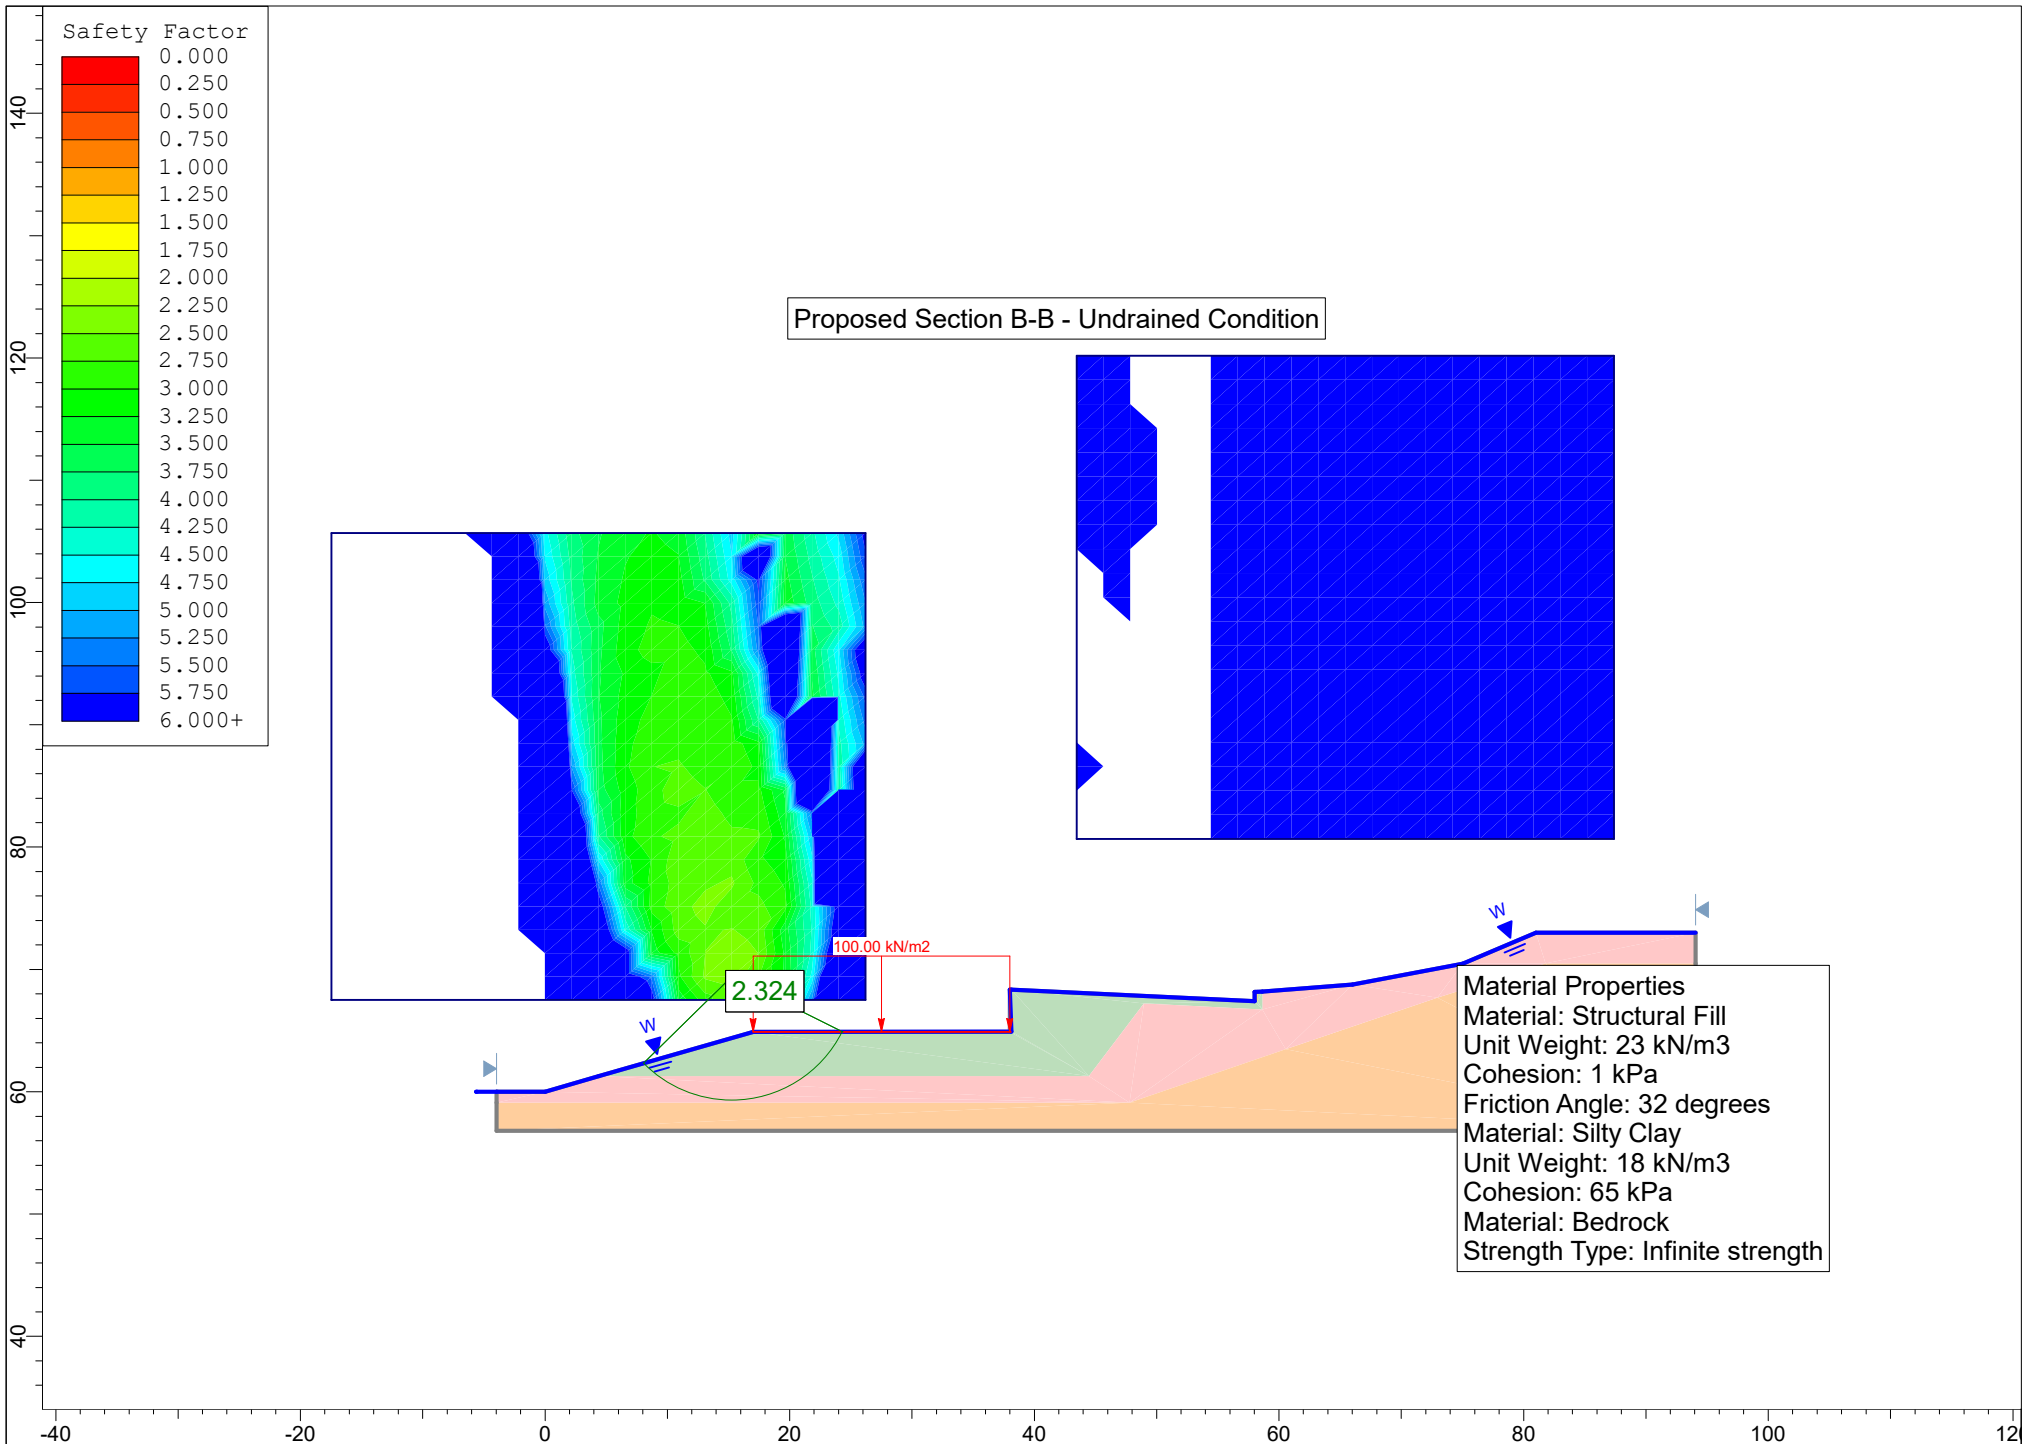 Safety Factor
0.000
0.250
0.500
0.750
1.000
1.250
1.500
1.750
2.000
2.250
2.500
2.750
3.000
3.250
3.500
3.750
4.000
4.250
4.500
4.750
5.000
5.250
5.500
5.750
6.000+
140
120
100
80
60
40
Proposed Section B-B - Undrained Condition
100.00 kN/m2
2.324
W
W
Material Properties
Material: Structural Fill
Unit Weight: 23 kN/m3
Cohesion: 1 kPa
Friction Angle: 32 degrees
Material: Silty Clay
Unit Weight: 18 kN/m3
Cohesion: 65 kPa
Material: Bedrock
Strength Type: Infinite strength
-40 -20 0 20 40 60 80 100